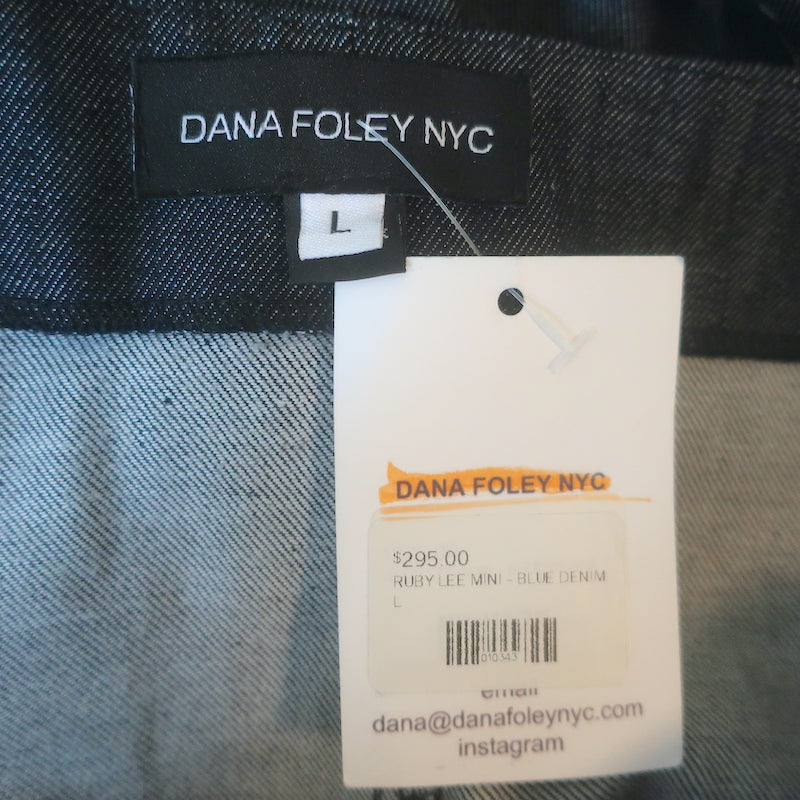 DANA FOLEY NYC
L
DANA FOLEY NYC
$295.00
RUBY LEE MINI - BLUE DENIM
L
010343
email
dana@danafoleynyc.com
instagram